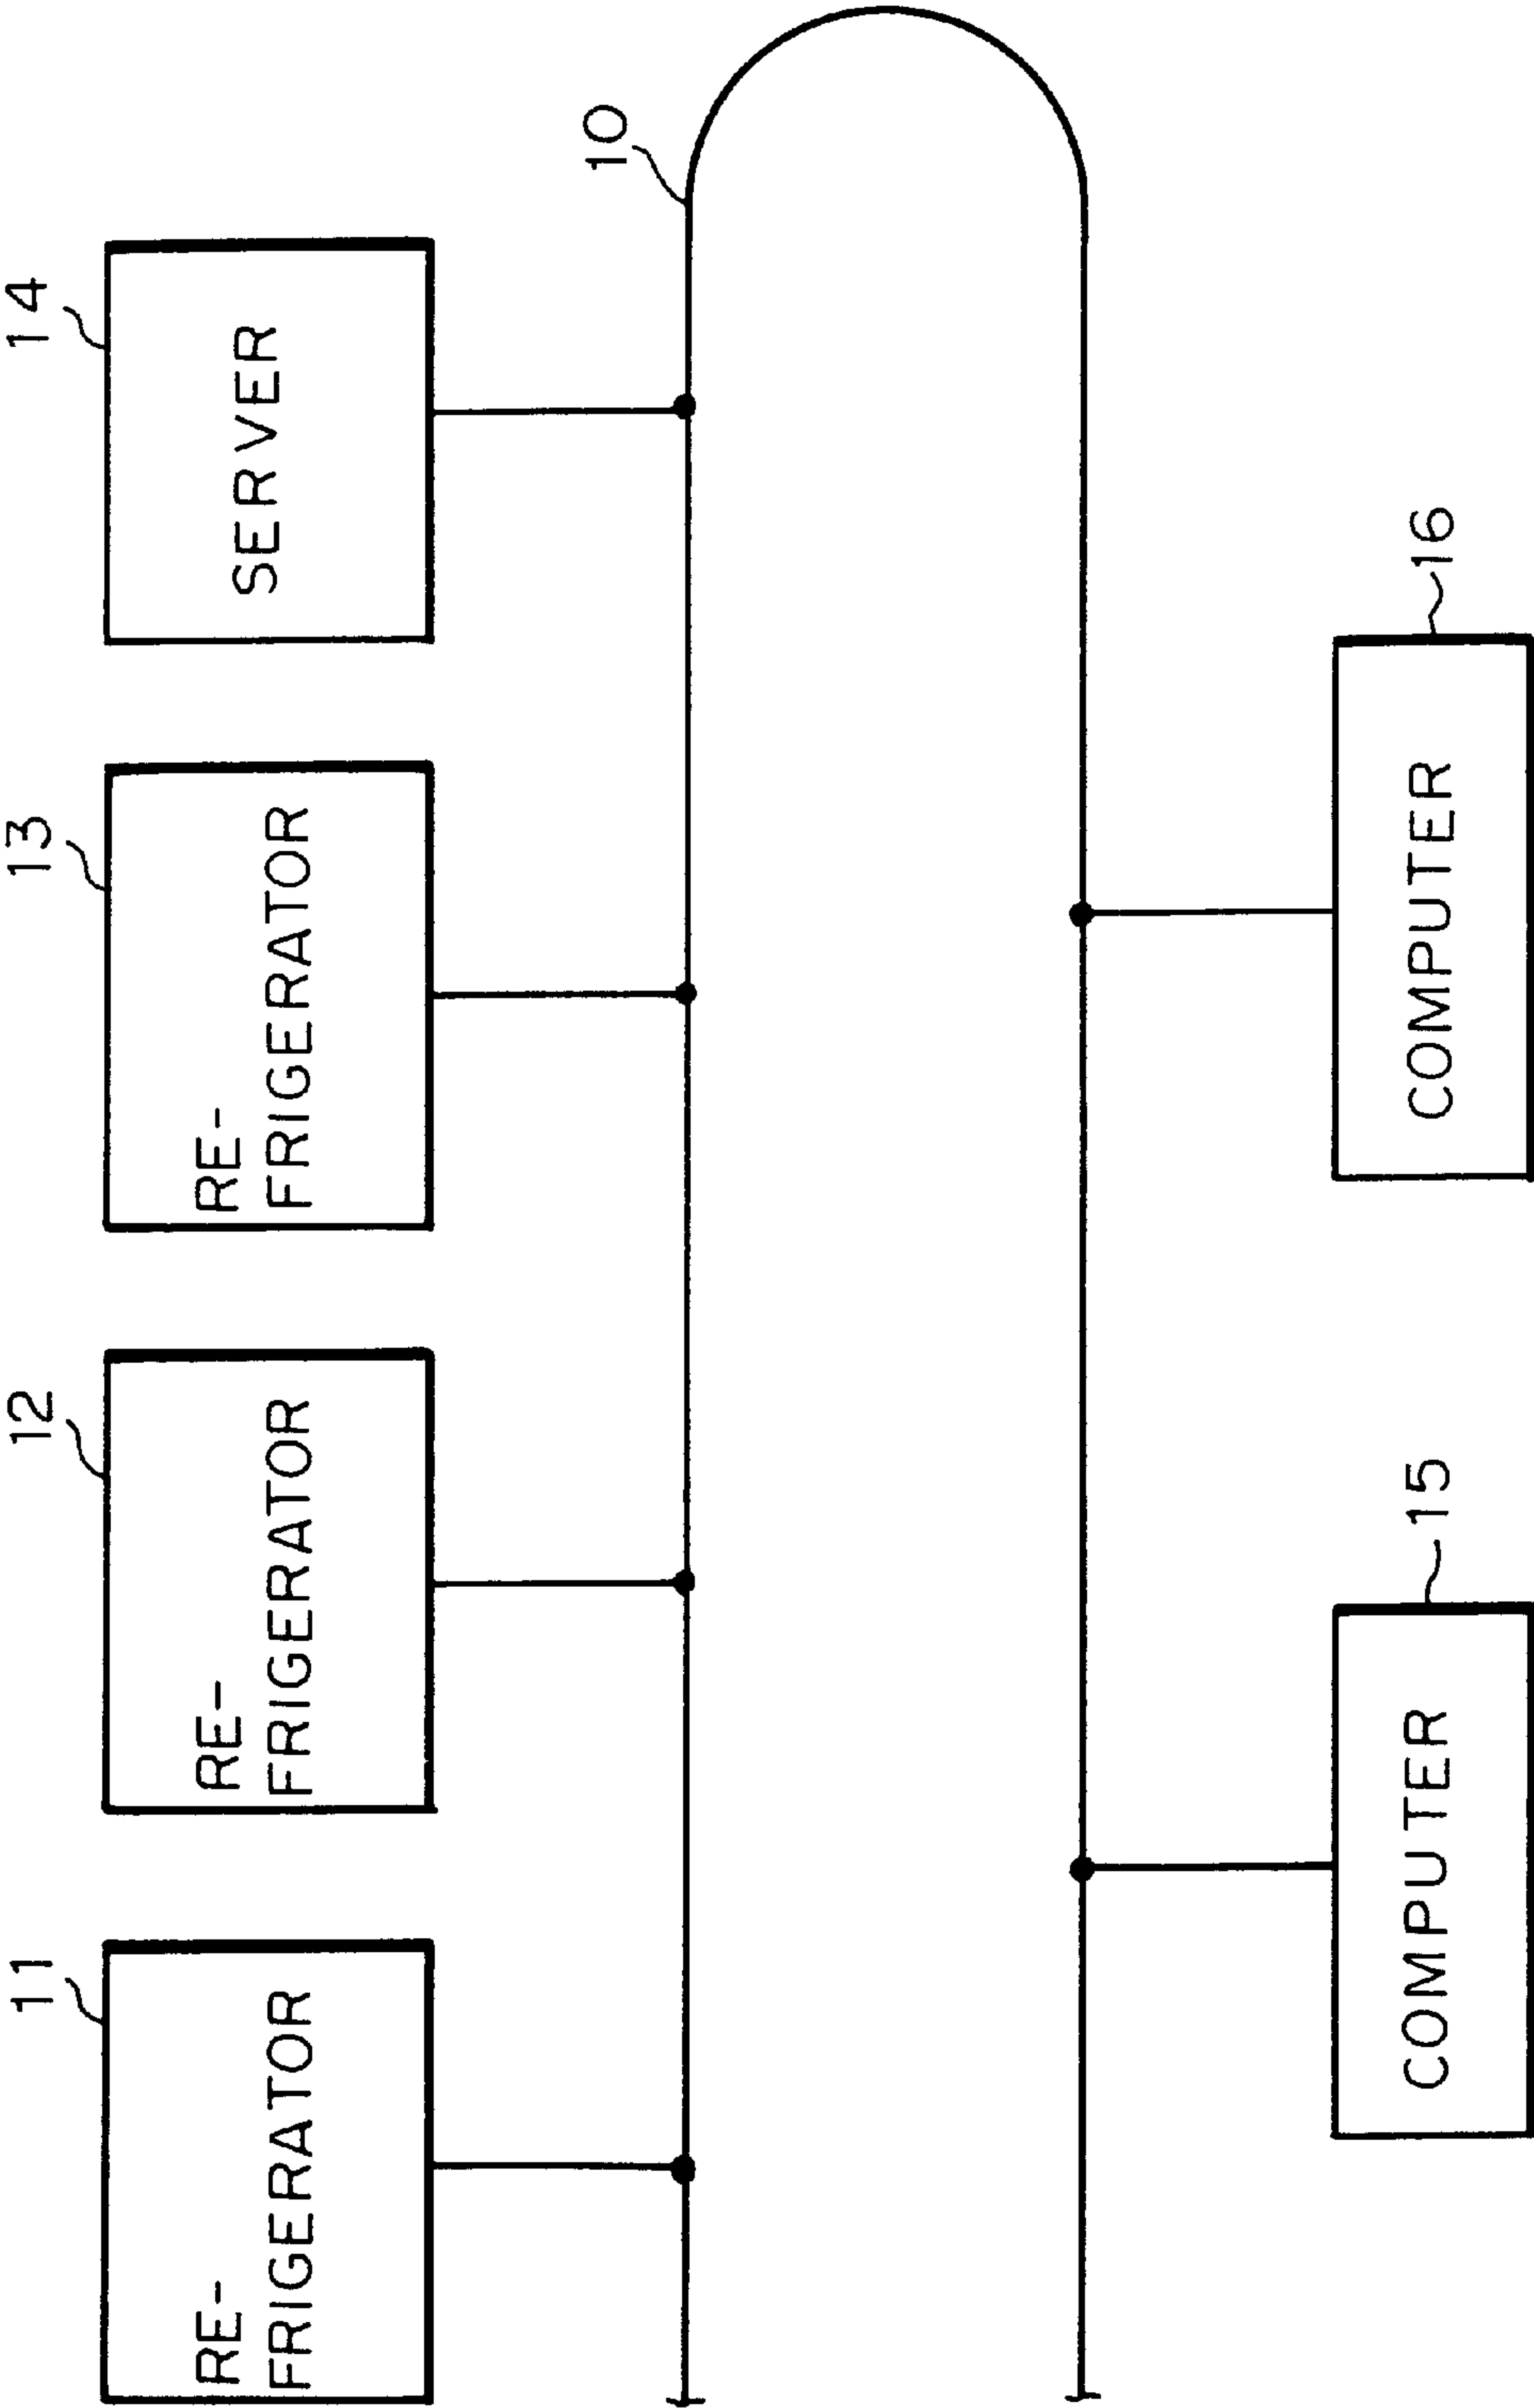 11
12
13
14
RE-
FRIGERATOR
RE-
FRIGERATOR
RE-
FRIGERATOR
SERVER
10
15
16
COMPUTER
COMPUTER